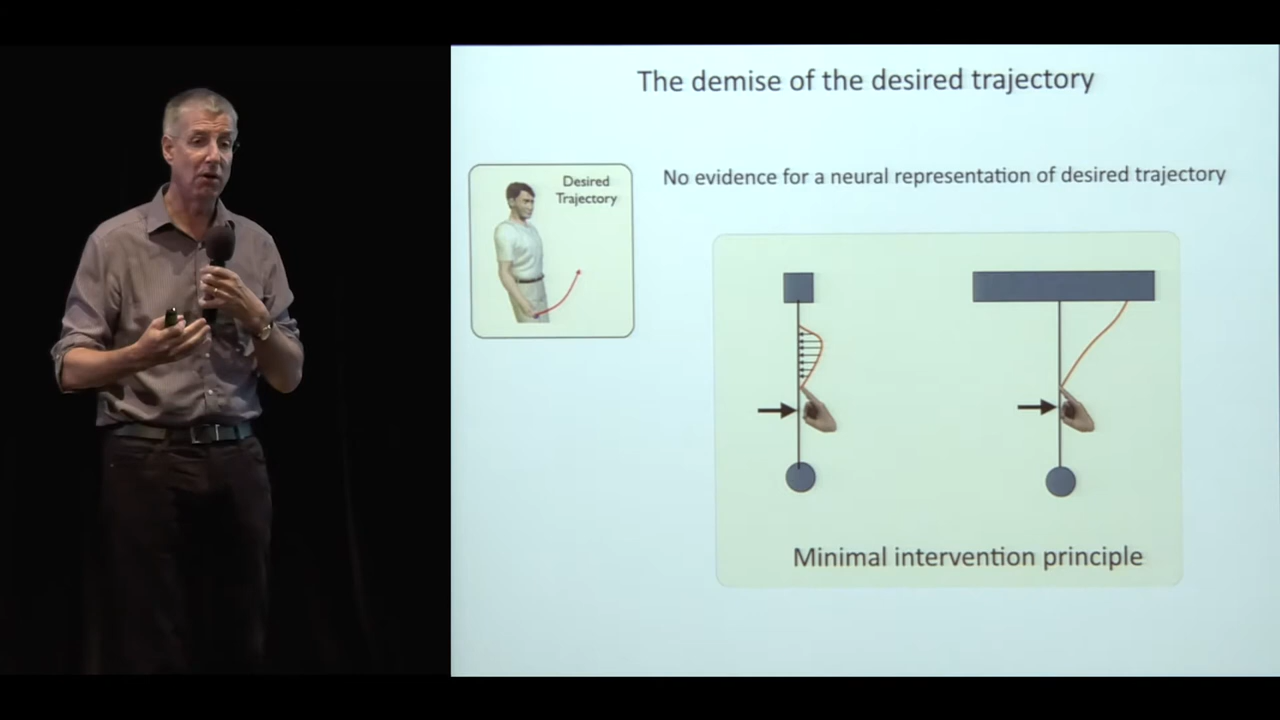 The demise of the desired trajectory
Desired
Trajectory
No evidence for a neural representation of desired trajectory
Minimal intervention principle